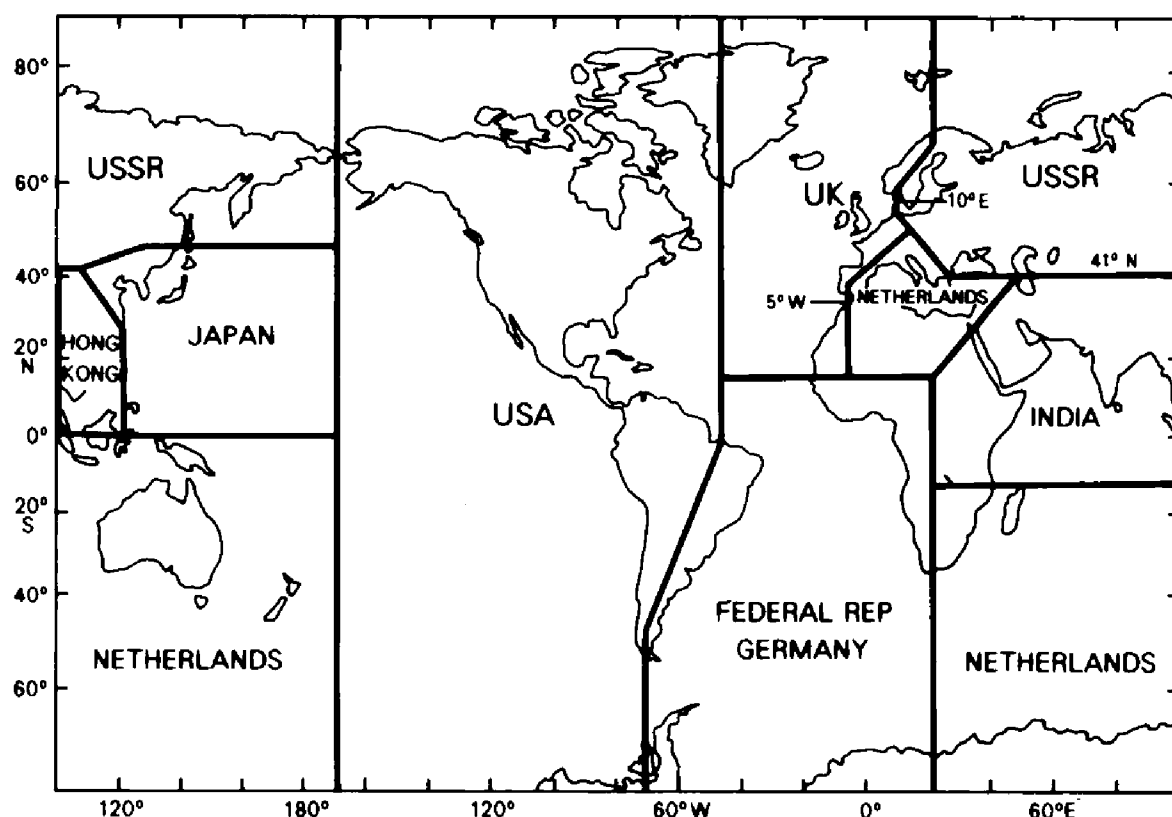 80°
60°
40°
20°
N
0°
20°
S
40°
60°
USSR
UK
10°E
USSR
41° N
5°W
NETHERLANDS
HONG
KONG
JAPAN
USA
INDIA
FEDERAL REP
GERMANY
NETHERLANDS
NETHERLANDS
120°
180°
120°
60°W
0°
60°E